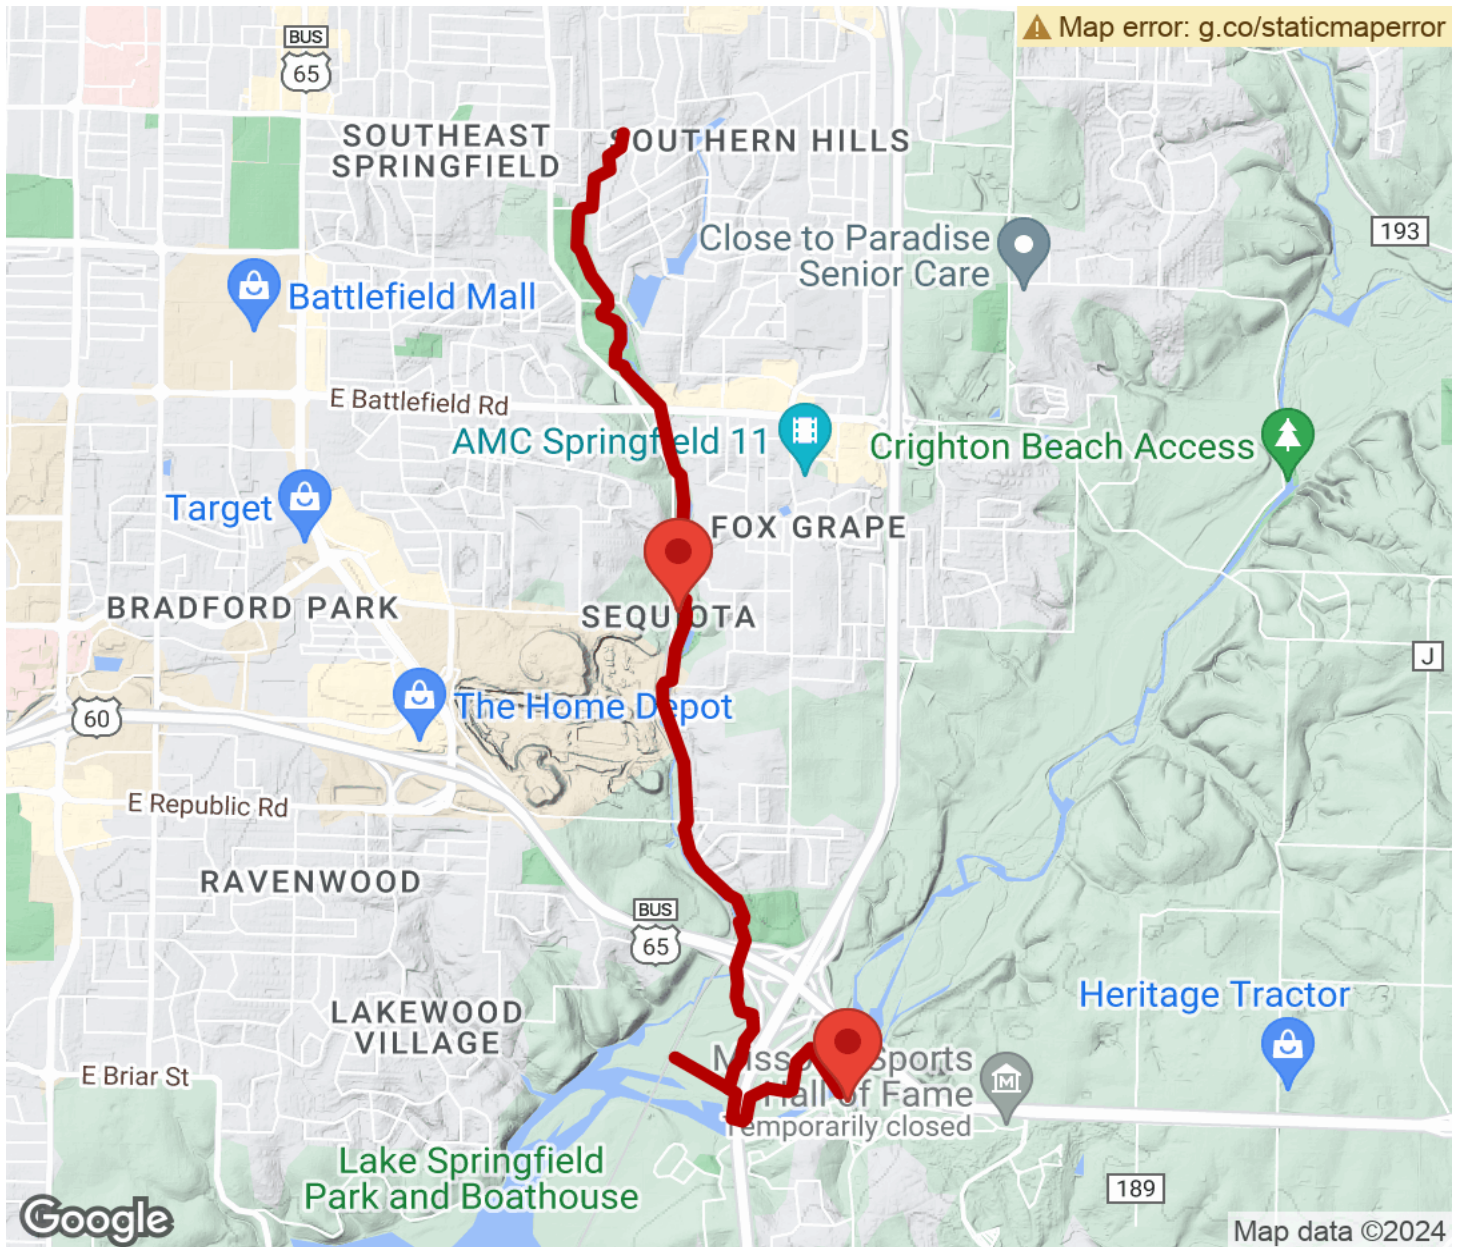 Map error: g.co/staticmaperror
BUS
65
SOUTHEAST
SPRINGFIELD
SOUTHERN HILLS
193
Close to Paradise
Senior Care
Battlefield Mall
E Battlefield Rd
AMC Springfield 11
Crighton Beach Access
Target
FOX GRAPE
BRADFORD PARK
SEQUIOTA
J
60
The Home Depot
E Republic Rd
RAVENWOOD
BUS
65
LAKEWOOD
VILLAGE
Heritage Tractor
Missouri Sports
Hall of Fame
Temporarily closed
M
E Briar St
Lake Springfield
Park and Boathouse
189
Google
Map data ©2024